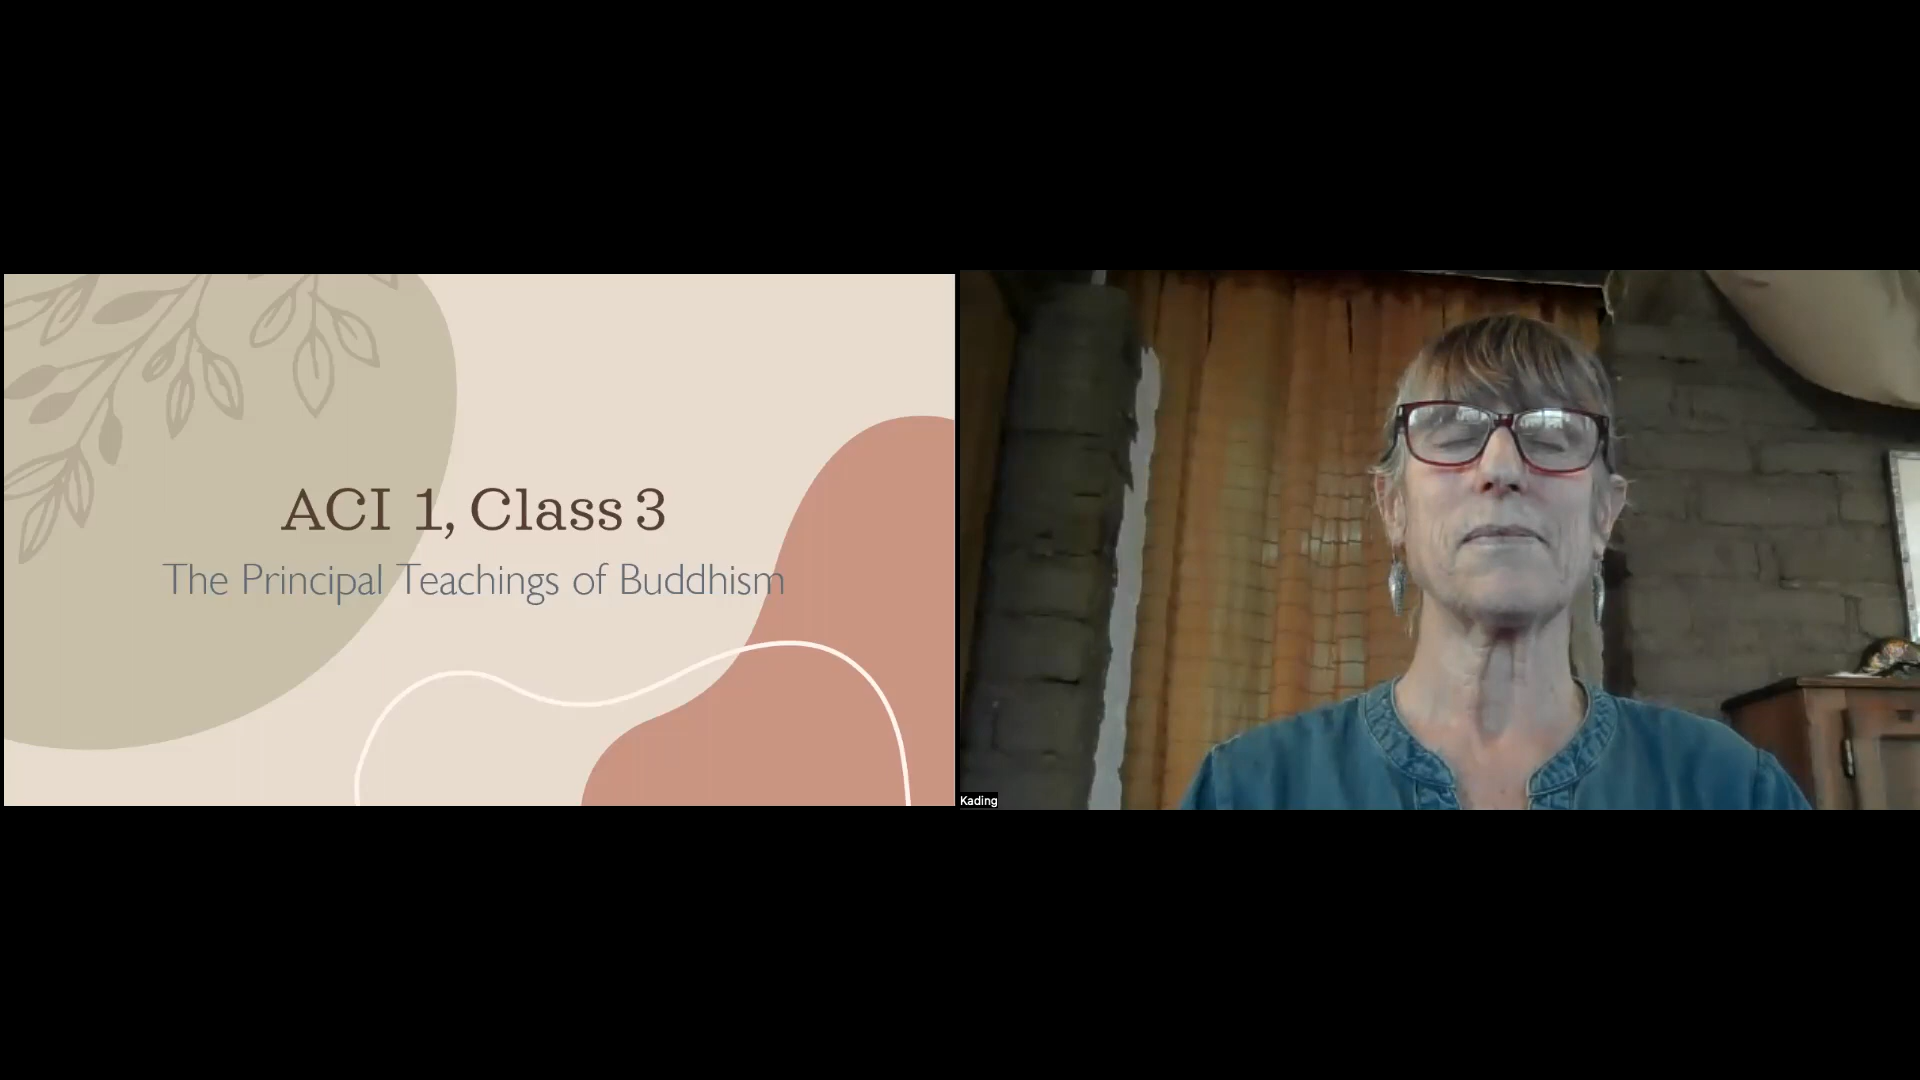 ACI 1, Class 3
The Principal Teachings of Buddhism
Kading